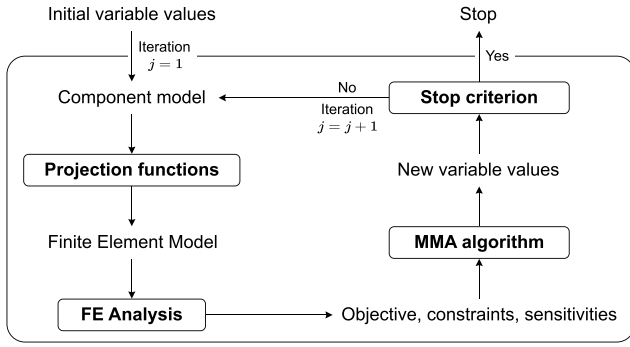 Initial variable values
Stop
Iteration
j = 1
Yes
Component model
No
Iteration
j = j + 1
Stop criterion
Projection functions
New variable values
Finite Element Model
MMA algorithm
FE Analysis
Objective, constraints, sensitivities